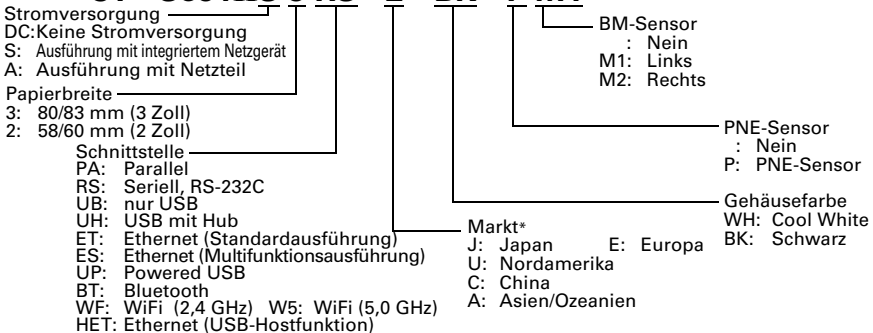 Stromversorgung
DC:Keine Stromversorgung
S: Ausführung mit integriertem Netzgerät
A: Ausführung mit Netzteil
Papierbreite
3: 80/83 mm (3 Zoll)
2: 58/60 mm (2 Zoll)
Schnittstelle
PA: Parallel
RS: Seriell, RS-232C
UB: nur USB
UH: USB mit Hub
ET: Ethernet (Standardausführung)
ES: Ethernet (Multifunktionsausführung)
UP: Powered USB
BT: Bluetooth
WF: WiFi (2,4 GHz) W5: WiFi (5,0 GHz)
HET: Ethernet (USB-Hostfunktion)
Markt*
J: Japan E: Europa
U: Nordamerika
C: China
A: Asien/Ozeanien
BM-Sensor
: Nein
M1: Links
M2: Rechts
PNE-Sensor
: Nein
P: PNE-Sensor
Gehäusefarbe
WH: Cool White
BK: Schwarz